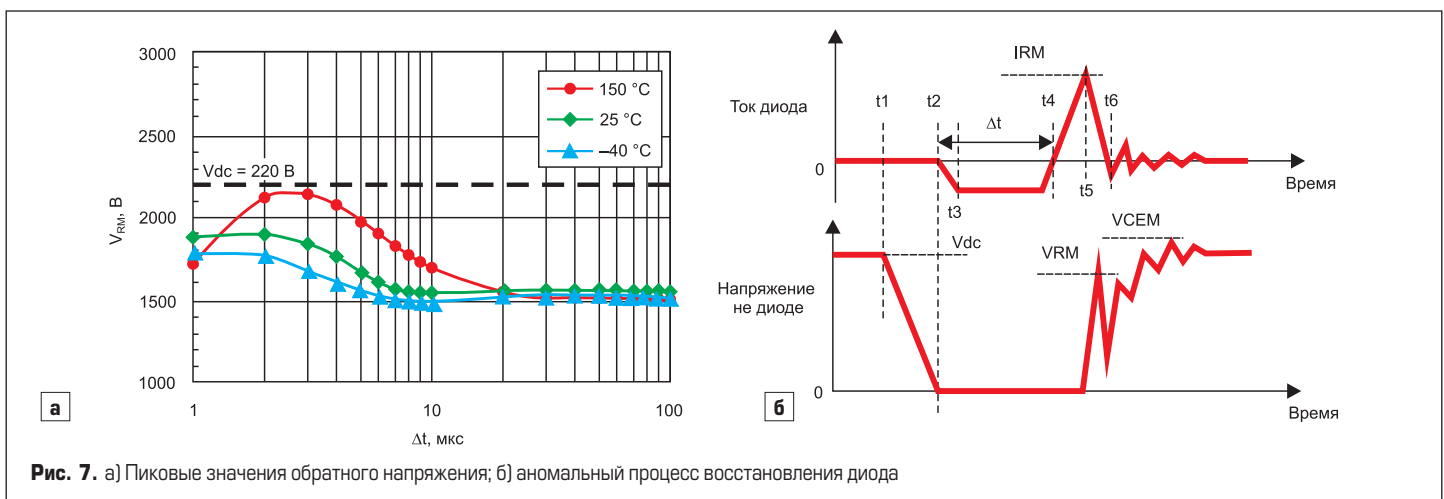 3000
2500
2000
1500
1000
V_RM, В
150 °C
25 °C
–40 °C
Vdc = 220 В
1
10
100
Δt, мкс
а
Ток диода
0
IRM
t1
t2
t3
Δt
t4
t5
t6
Время
Напряжение
не диоде
0
Vdc
VRM
VCEM
Время
б
Рис. 7. а) Пиковые значения обратного напряжения; б) аномальный процесс восстановления диода